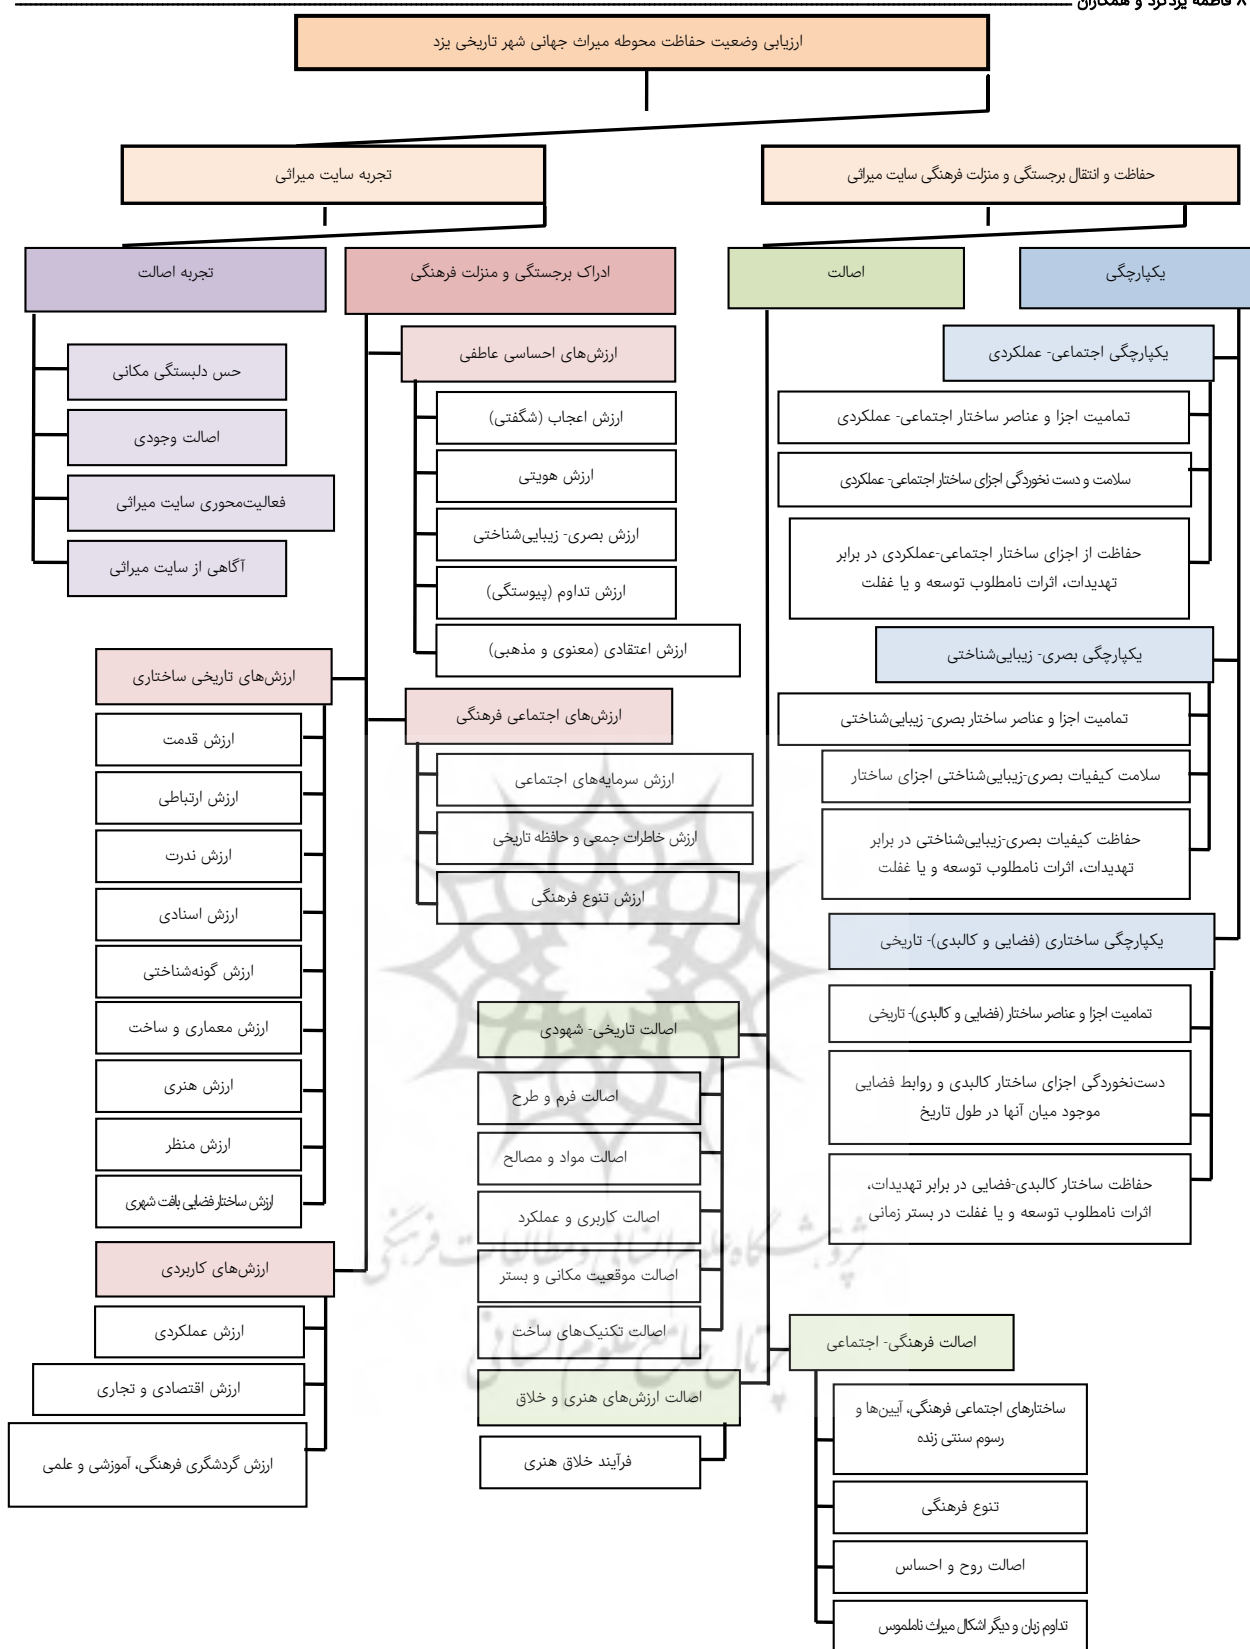 ۸ فاطمه یزدگرد و همکاران
ارزیابی وضعیت حفاظت محوطه میراث جهانی شهر تاریخی یزد
حفاظت و انتقال برجستگی و منزلت فرهنگی سایت میراثی
تجربه سایت میراثی
یکپارچگی
اصالت
ادراک برجستگی و منزلت فرهنگی
تجربه اصالت
یکپارچگی اجتماعی- عملکردی
تمامیت اجزا و عناصر ساختار اجتماعی- عملکردی
سلامت و دست نخوردگی اجزای ساختار اجتماعی- عملکردی
حفاظت از اجزای ساختار اجتماعی-عملکردی در برابر
تهدیدات، اثرات نامطلوب توسعه و یا غفلت
یکپارچگی بصری- زیبایی‌شناختی
تمامیت اجزا و عناصر ساختار بصری- زیبایی‌شناختی
سلامت کیفیات بصری-زیبایی‌شناختی اجزای ساختار
حفاظت کیفیات بصری-زیبایی‌شناختی در برابر
تهدیدات، اثرات نامطلوب توسعه و یا غفلت
یکپارچگی ساختاری (فضایی و کالبدی)- تاریخی
تمامیت اجزا و عناصر ساختار (فضایی و کالبدی)- تاریخی
دست‌نخوردگی اجزای ساختار کالبدی و روابط فضایی
موجود میان آنها در طول تاریخ
حفاظت ساختار کالبدی-فضایی در برابر تهدیدات،
اثرات نامطلوب توسعه و یا غفلت در بستر زمانی
اصالت تاریخی- شهودی
اصالت فرم و طرح
اصالت مواد و مصالح
اصالت کاربری و عملکرد
اصالت موقعیت مکانی و بستر
اصالت تکنیک‌های ساخت
اصالت ارزش‌های هنری و خلاق
فرآیند خلاق هنری
اصالت فرهنگی- اجتماعی
ساختارهای اجتماعی فرهنگی، آیین‌ها و
رسوم سنتی زنده
تنوع فرهنگی
اصالت روح و احساس
تداوم زبان و دیگر اشکال میراث ناملموس
ارزش‌های احساسی عاطفی
ارزش اعجاب (شگفتی)
ارزش هویتی
ارزش بصری- زیبایی‌شناختی
ارزش تداوم (پیوستگی)
ارزش اعتقادی (معنوی و مذهبی)
ارزش‌های اجتماعی فرهنگی
ارزش سرمایه‌های اجتماعی
ارزش خاطرات جمعی و حافظه تاریخی
ارزش تنوع فرهنگی
حس دلبستگی مکانی
اصالت وجودی
فعالیت‌محوری سایت میراثی
آگاهی از سایت میراثی
ارزش‌های تاریخی ساختاری
ارزش قدمت
ارزش ارتباطی
ارزش ندرت
ارزش اسنادی
ارزش گونه‌شناختی
ارزش معماری و ساخت
ارزش هنری
ارزش منظر
ارزش ساختار فضایی بافت شهری
ارزش‌های کاربردی
ارزش عملکردی
ارزش اقتصادی و تجاری
ارزش گردشگری فرهنگی، آموزشی و علمی
پژوهشگاه علوم انسانی و مطالعات فرهنگی
پرتال جامع علوم انسانی